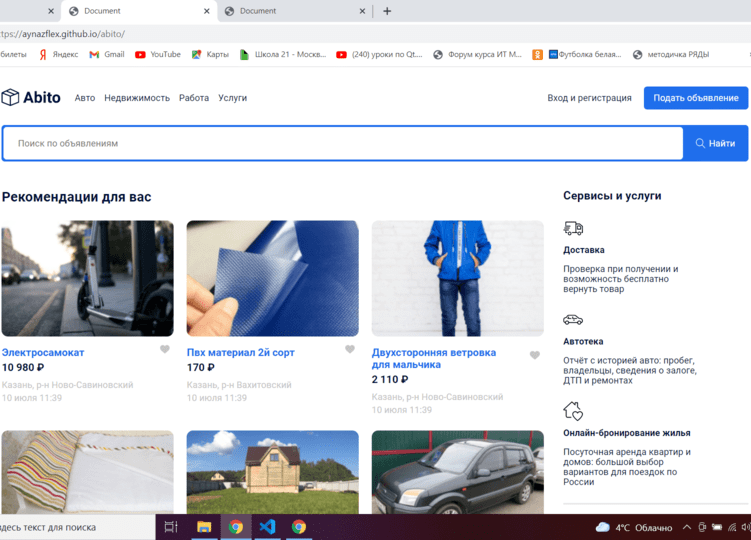 Document
Document
tps://aynazflex.github.io/abito/
билеты
Яндекс
Gmail
YouTube
Карты
Школа 21 - Москв...
(240) уроки по Qt....
Форум курса ИТ М...
Футболка белая...
методичка РЯДЫ
Abito
Авто
Недвижимость
Работа
Услуги
Вход и регистрация
Подать объявление
Поиск по объявлениям
Найти
Рекомендации для вас
Сервисы и услуги
Электросамокат
10 980 ₽
Казань, р-н Ново-Савиновский
10 июля 11:39
Пвх материал 2й сорт
170 ₽
Казань, р-н Вахитовский
10 июля 11:39
Двухсторонняя ветровка
для мальчика
2 110 ₽
Казань, р-н Ново-Савиновский
10 июля 11:39
Доставка
Проверка при получении и
возможность бесплатно
вернуть товар
Автотека
Отчёт с историей авто: пробег,
владельцы, сведения о залоге,
ДТП и ремонтах
Онлайн-бронирование жилья
Посуточная аренда квартир и
домов: большой выбор
вариантов для поездок по
России
здесь текст для поиска
4°C Облачно